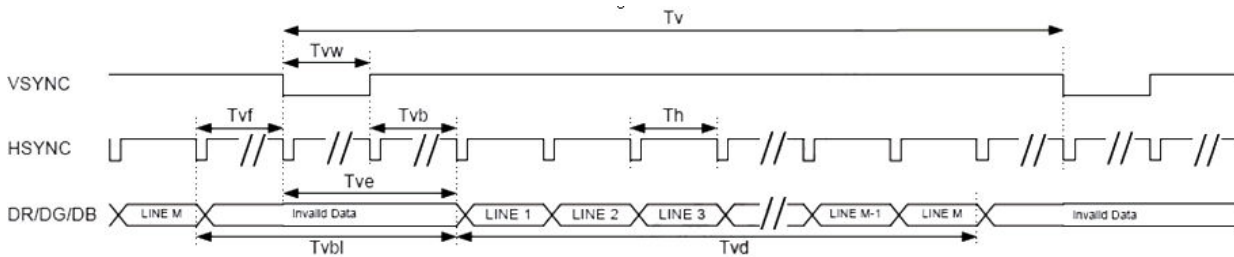 Tv
Tvw
VSYNC
Tvf
Tvb
Th
HSYNC
Tve
DR/DG/DB
LINE M
Invalid Data
LINE 1
LINE 2
LINE 3
LINE M-1
LINE M
Invalid Data
Tvbl
Tvd